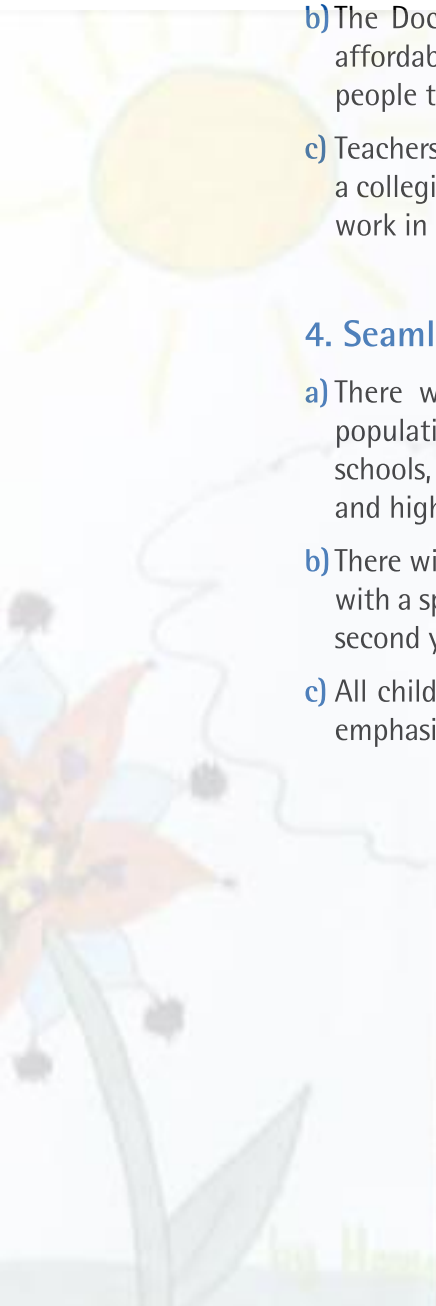 b) The Doc
affordab
people t
c) Teachers
a collegi
work in
4. Seaml
a) There w
populati
schools,
and high
b) There wi
with a sp
second y
c) All child
emphasi
by